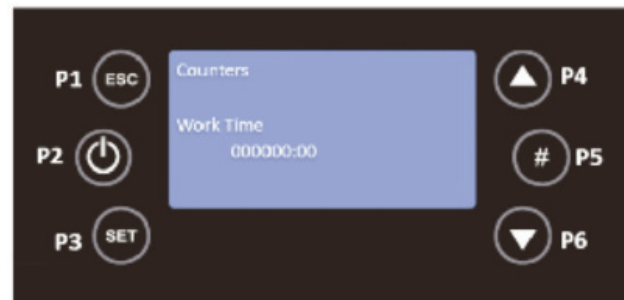 P1 ESC
Counters
P4
Work Time
000000:00
P2
# P5
P3 SET
P6